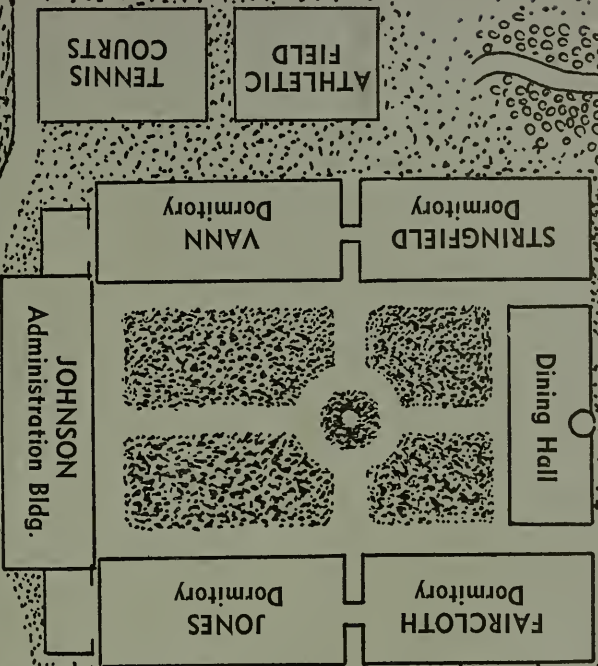 TENNIS
COURTS
ATHLETIC
FIELD
VANN
Dormitory
STRINGFIELD
Dormitory
JOHNSON
Administration Bldg.
Dining Hall
JONES
Dormitory
FAIRCLOTH
Dormitory